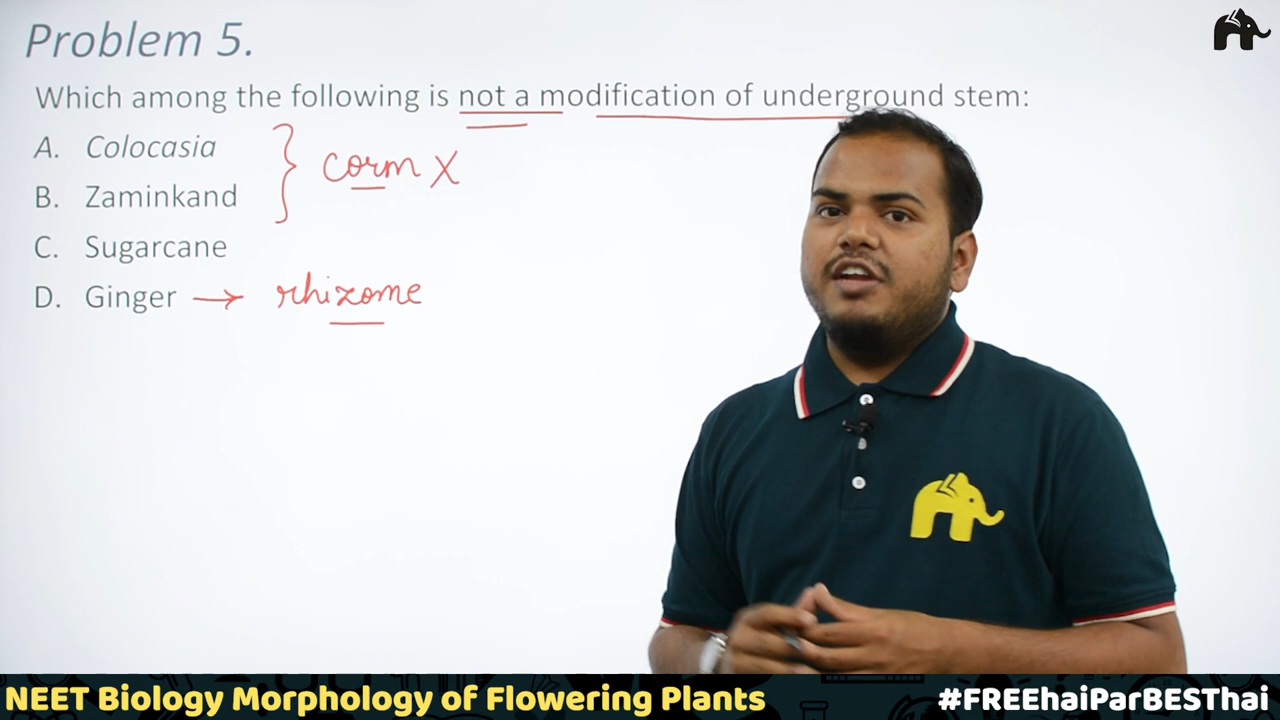 Problem 5.
Which among the following is not a modification of underground stem:
A. Colocasia
B. Zaminkand
corm X
C. Sugarcane
D. Ginger → rhizome
NEET Biology Morphology of Flowering Plants
#FREEhaiParBESThai